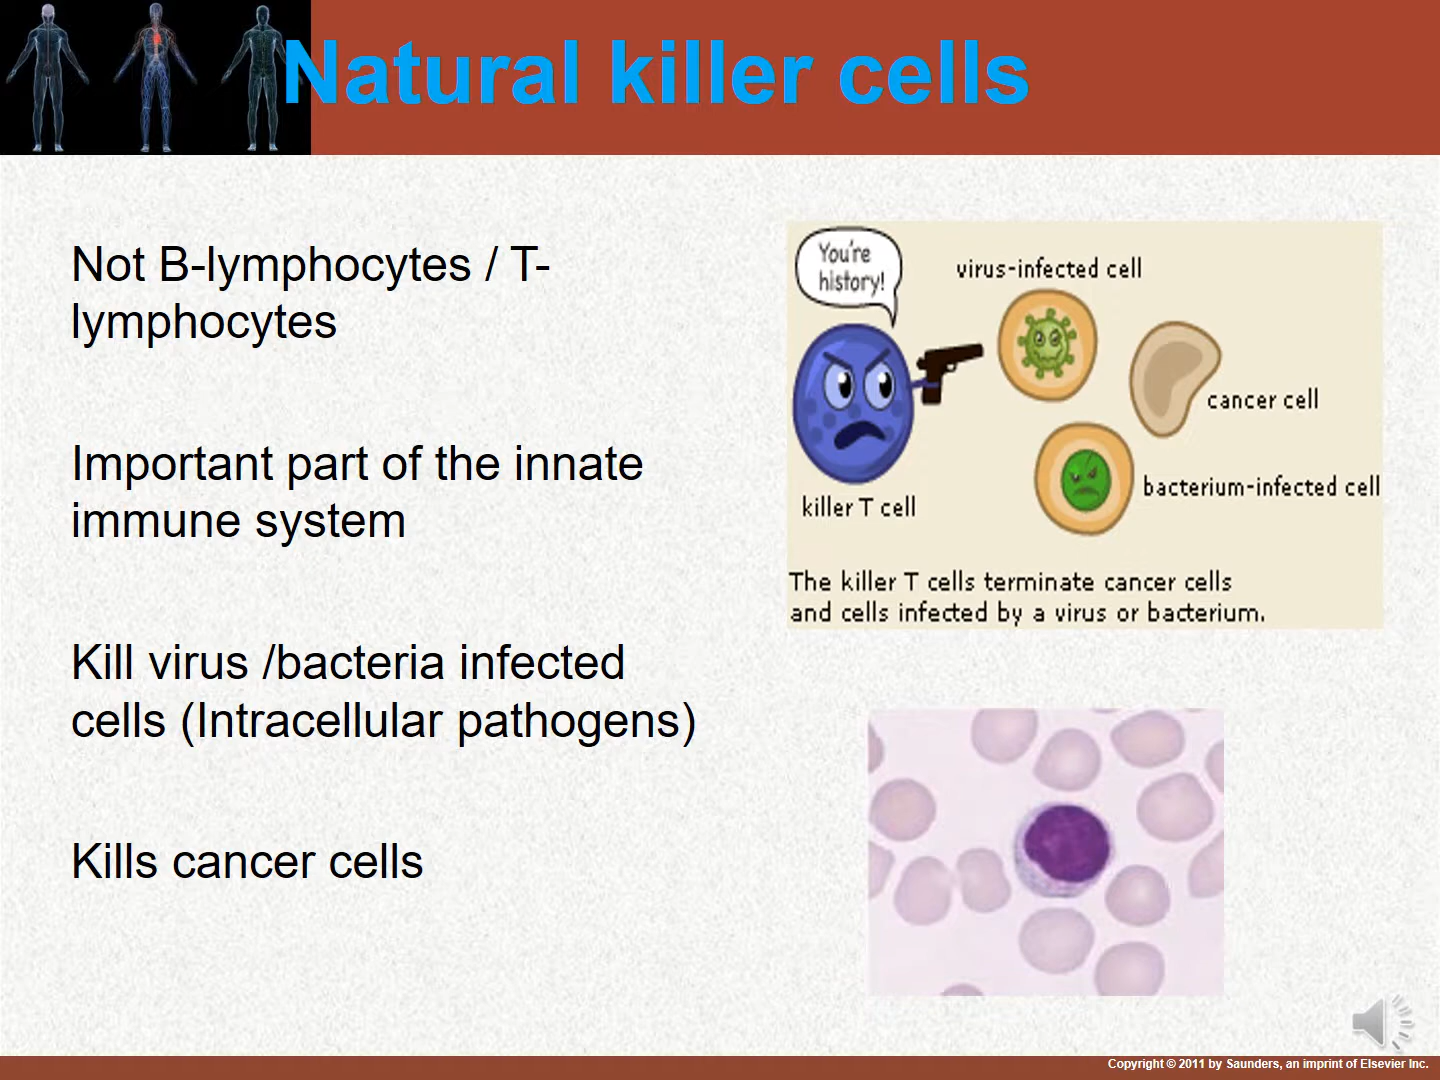 Natural killer cells
Not B-lymphocytes / T-
lymphocytes
Important part of the innate
immune system
Kill virus /bacteria infected
cells (Intracellular pathogens)
Kills cancer cells
You're
history!
virus-infected cell
cancer cell
bacterium-infected cell
killer T cell
The killer T cells terminate cancer cells
and cells infected by a virus or bacterium.
Copyright © 2011 by Saunders, an imprint of Elsevier Inc.